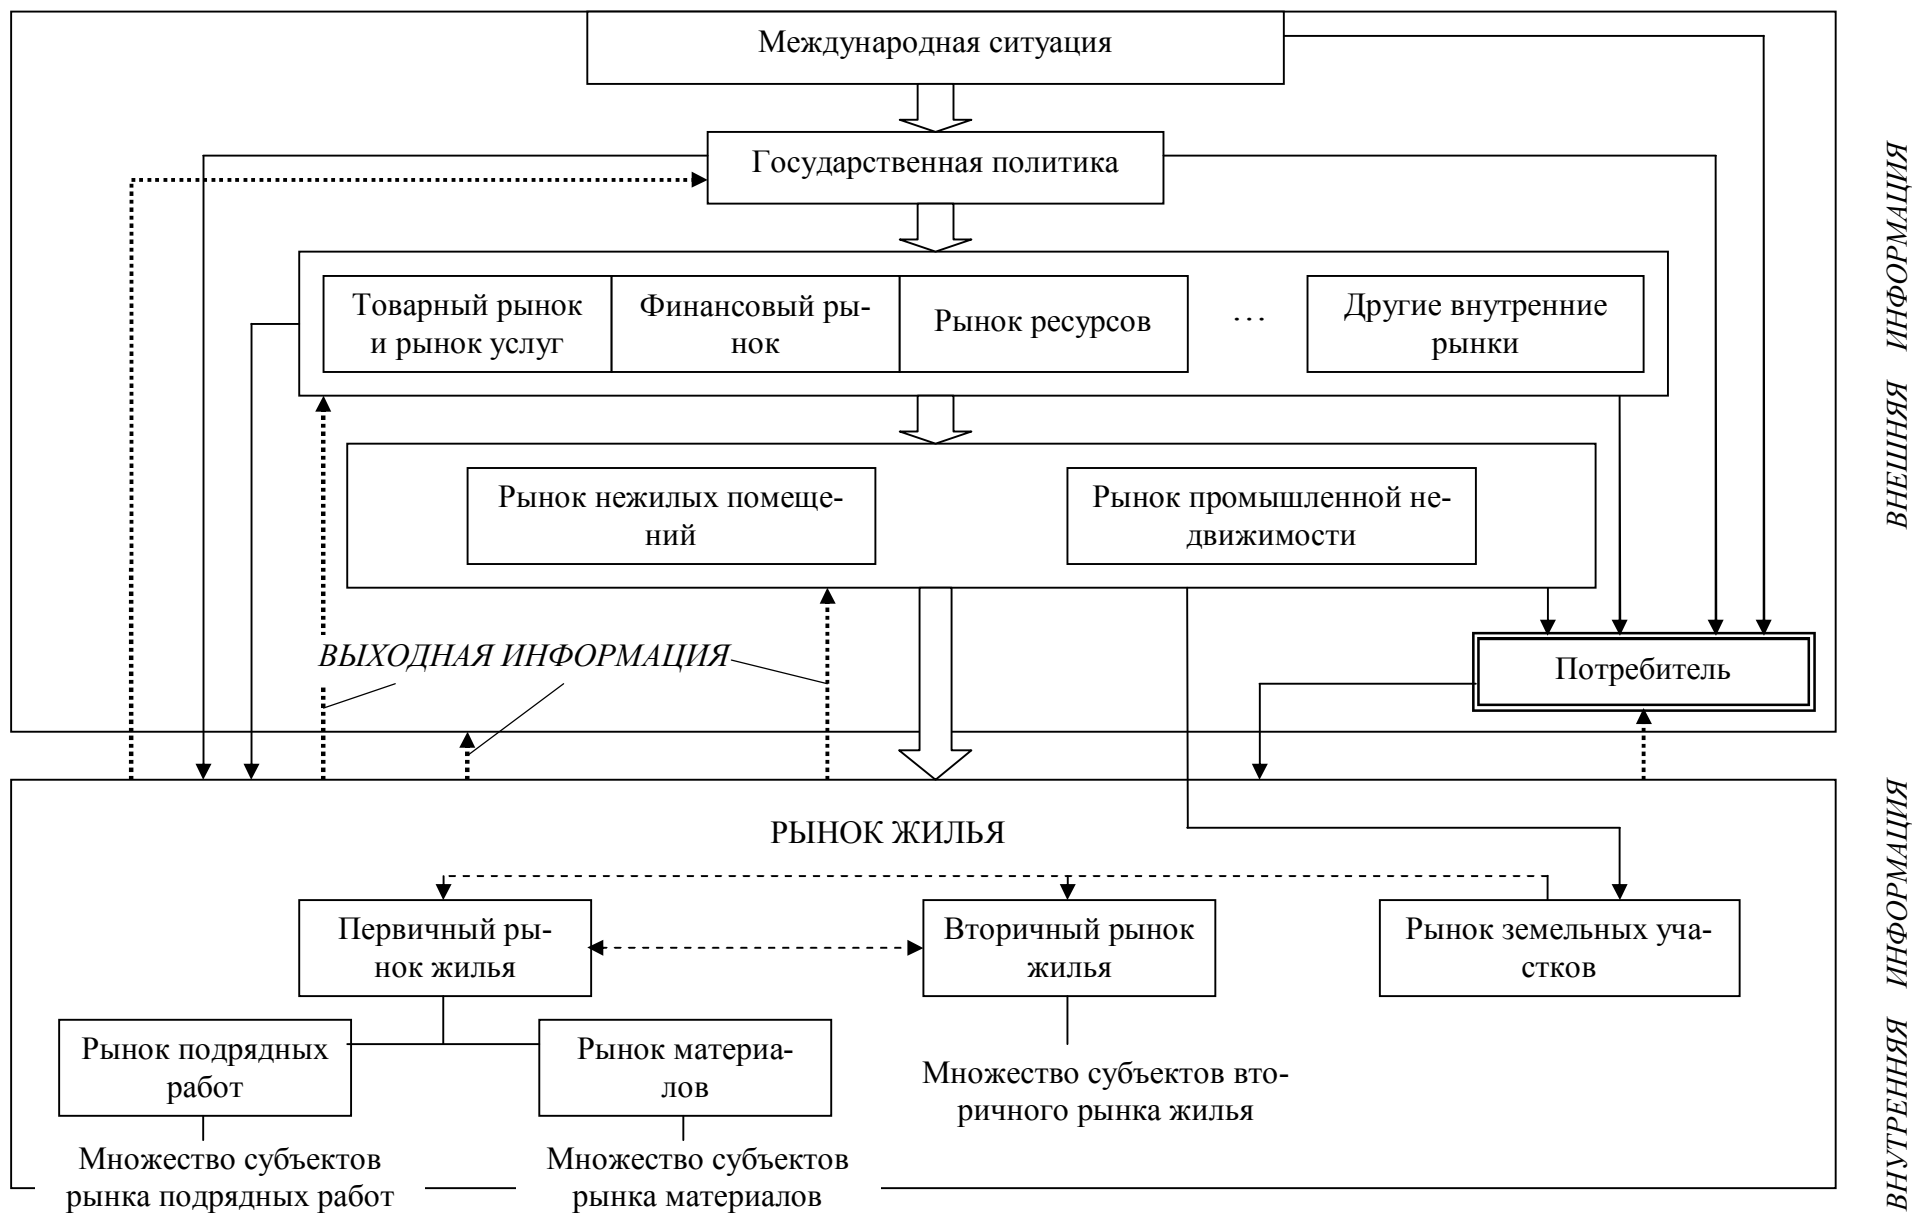 Международная ситуация
Государственная политика
Товарный рынок
и рынок услуг
Финансовый ры-
нок
Рынок ресурсов
…
Другие внутренние
рынки
Рынок нежилых помеще-
ний
Рынок промышленной не-
движимости
ВЫХОДНАЯ ИНФОРМАЦИЯ
Потребитель
ВНЕШНЯЯ ИНФОРМАЦИЯ
РЫНОК ЖИЛЬЯ
Первичный ры-
нок жилья
Вторичный рынок
жилья
Рынок земельных уча-
стков
Рынок подрядных
работ
Рынок материа-
лов
Множество субъектов вто-
ричного рынка жилья
Множество субъектов
рынка подрядных работ
Множество субъектов
рынка материалов
ВНУТРЕННЯЯ ИНФОРМАЦИЯ